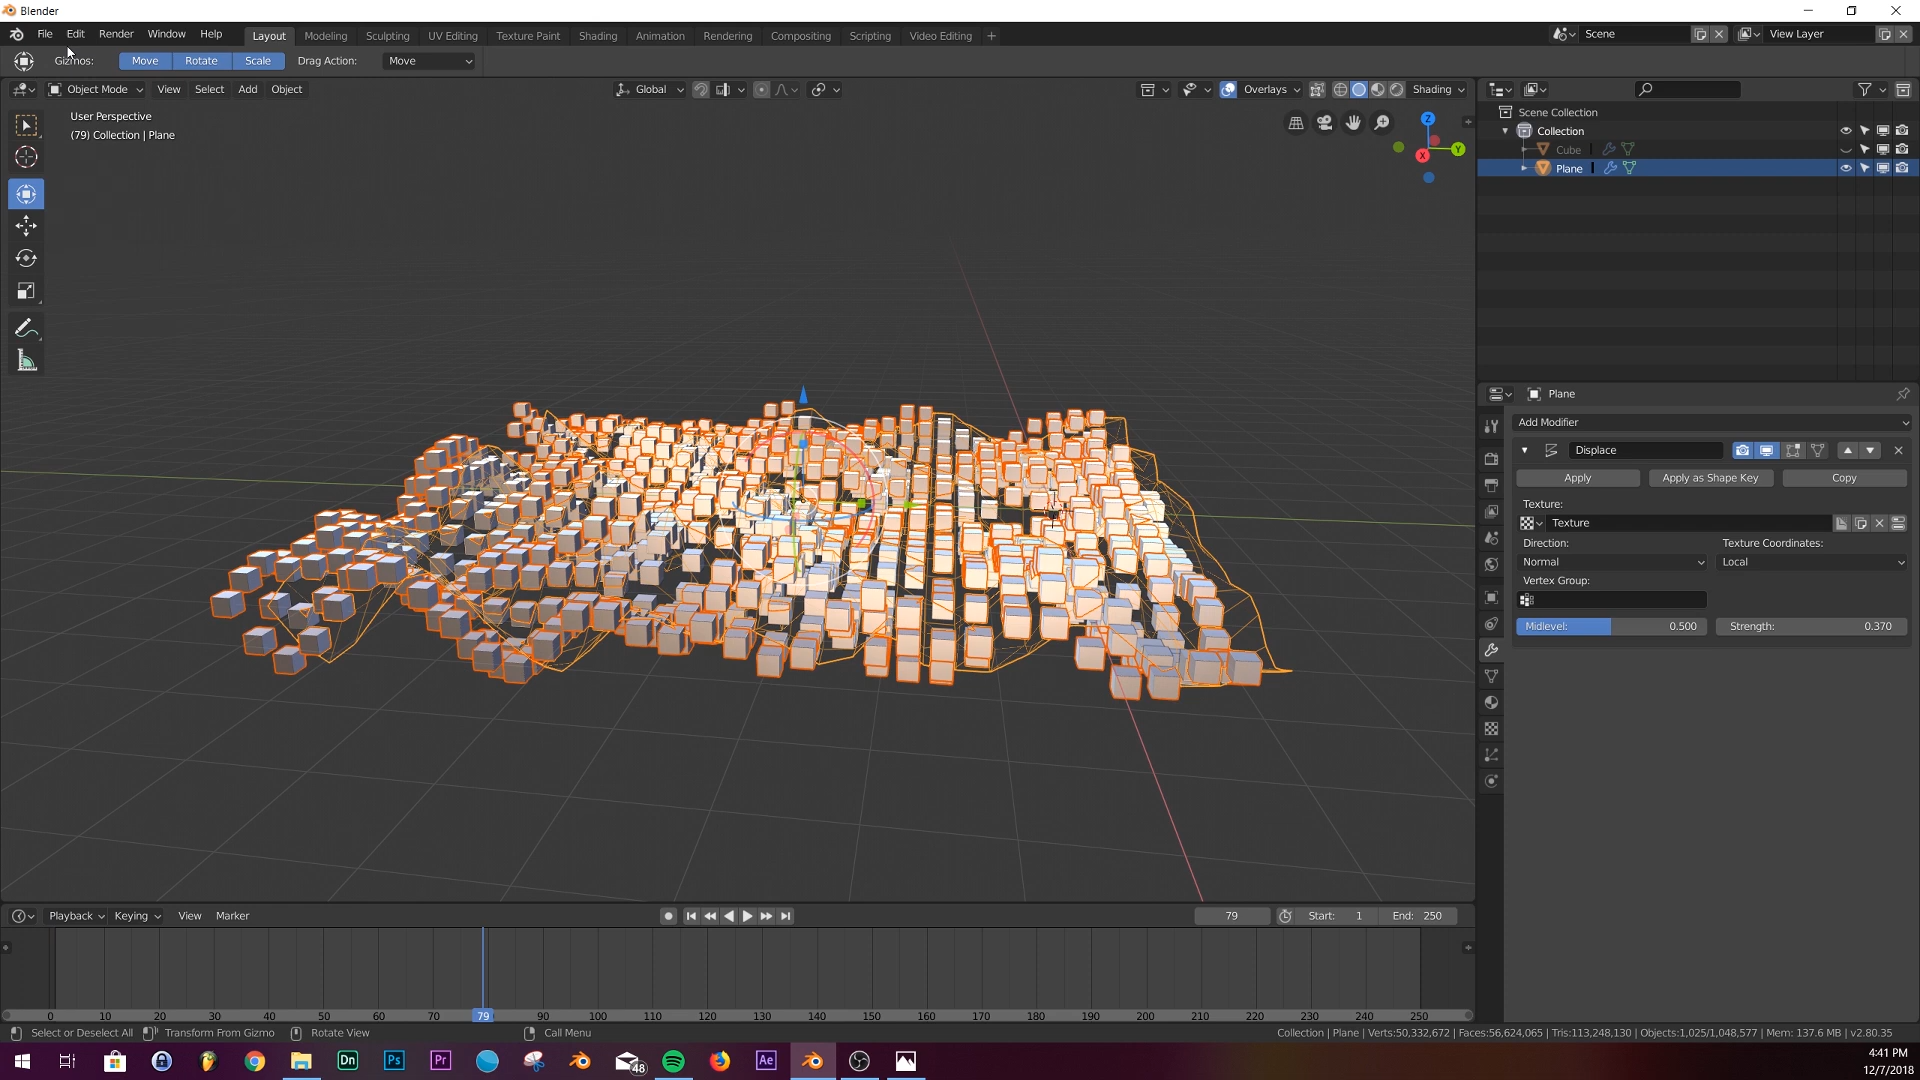 Blender
File Edit Render Window Help Layout Modeling Sculpting UV Editing Texture Paint Shading Animation Rendering Compositing Scripting Video Editing + Scene View Layer
Gizmos: Move Rotate Scale Drag Action: Move
Object Mode View Select Add Object Global Overlays Shading
User Perspective
(79) Collection | Plane
Z
Y
X
Scene Collection
Collection
Cube
Plane
Plane
Add Modifier
Displace
Apply Apply as Shape Key Copy
Texture:
Texture
Direction: Texture Coordinates:
Normal Local
Vertex Group:
Midlevel: 0.500 Strength: 0.370
Playback Keying View Marker 79 Start: 1 End: 250
0 10 20 30 40 50 60 70 79 90 100 110 120 130 140 150 160 170 180 190 200 210 220 230 240 250
Select or Deselect All Transform From Gizmo Rotate View Call Menu Collection | Plane | Verts:50,332,672 | Faces:56,624,065 | Tris:113,248,130 | Objects:1,025/1,048,577 | Mem: 137.6 MB | v2.80.35
Dn Ps Pr 48 Ae
4:41 PM
12/7/2018